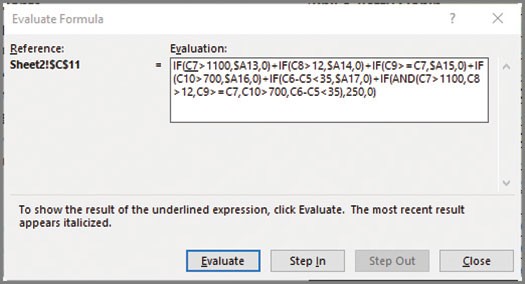 Evaluate Formula ? ×
Reference: Evaluation:
Sheet2!$C$11 = IF(C7>1100,$A13,0)+IF(C8>12,$A14,0)+IF(C9>=C7,$A15,0)+IF
(C10>700,$A16,0)+IF(C6-C5<35,$A17,0)+IF(AND(C7>1100,C8
>12,C9>=C7,C10>700,C6-C5<35),250,0)
To show the result of the underlined expression, click Evaluate. The most recent result
appears italicized.
Evaluate Step In Step Out Close